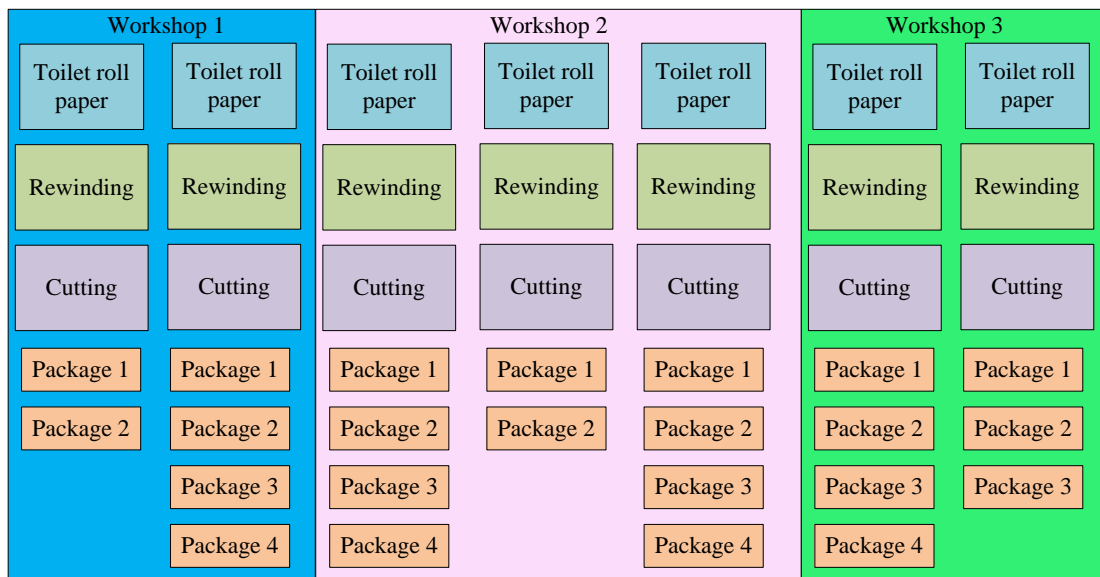 Workshop 1
Workshop 2
Workshop 3
Toilet roll
paper
Toilet roll
paper
Toilet roll
paper
Toilet roll
paper
Toilet roll
paper
Toilet roll
paper
Toilet roll
paper
Rewinding
Rewinding
Rewinding
Rewinding
Rewinding
Rewinding
Rewinding
Cutting
Cutting
Cutting
Cutting
Cutting
Cutting
Cutting
Package 1
Package 1
Package 1
Package 1
Package 1
Package 1
Package 1
Package 2
Package 2
Package 2
Package 2
Package 2
Package 2
Package 2
Package 3
Package 3
Package 3
Package 3
Package 3
Package 4
Package 4
Package 4
Package 4